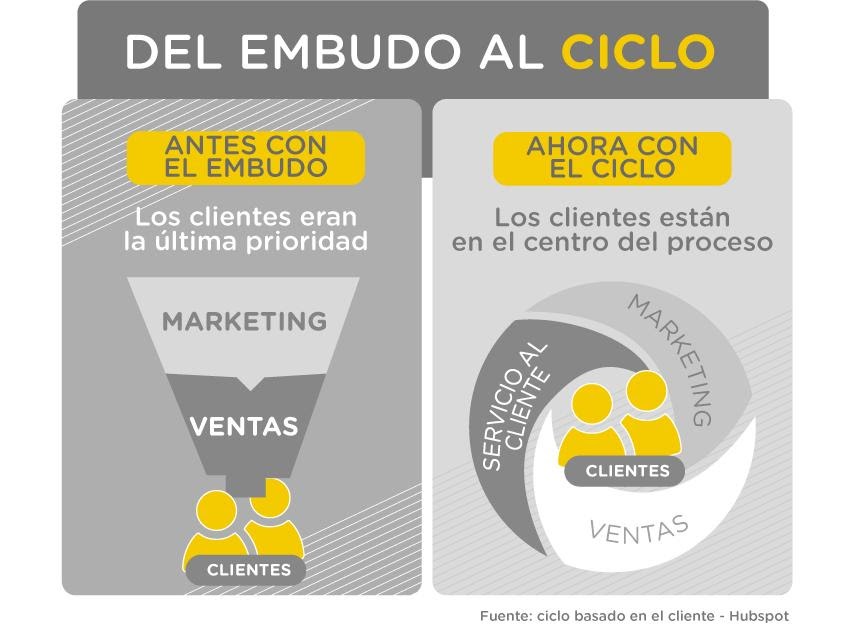 DEL EMBUDO AL CICLO
ANTES CON
EL EMBUDO
Los clientes eran
la última prioridad
MARKETING
VENTAS
CLIENTES
AHORA CON
EL CICLO
Los clientes están
en el centro del proceso
MARKETING
SERVICIO AL
CLIENTE
CLIENTES
VENTAS
Fuente: ciclo basado en el cliente - Hubspot